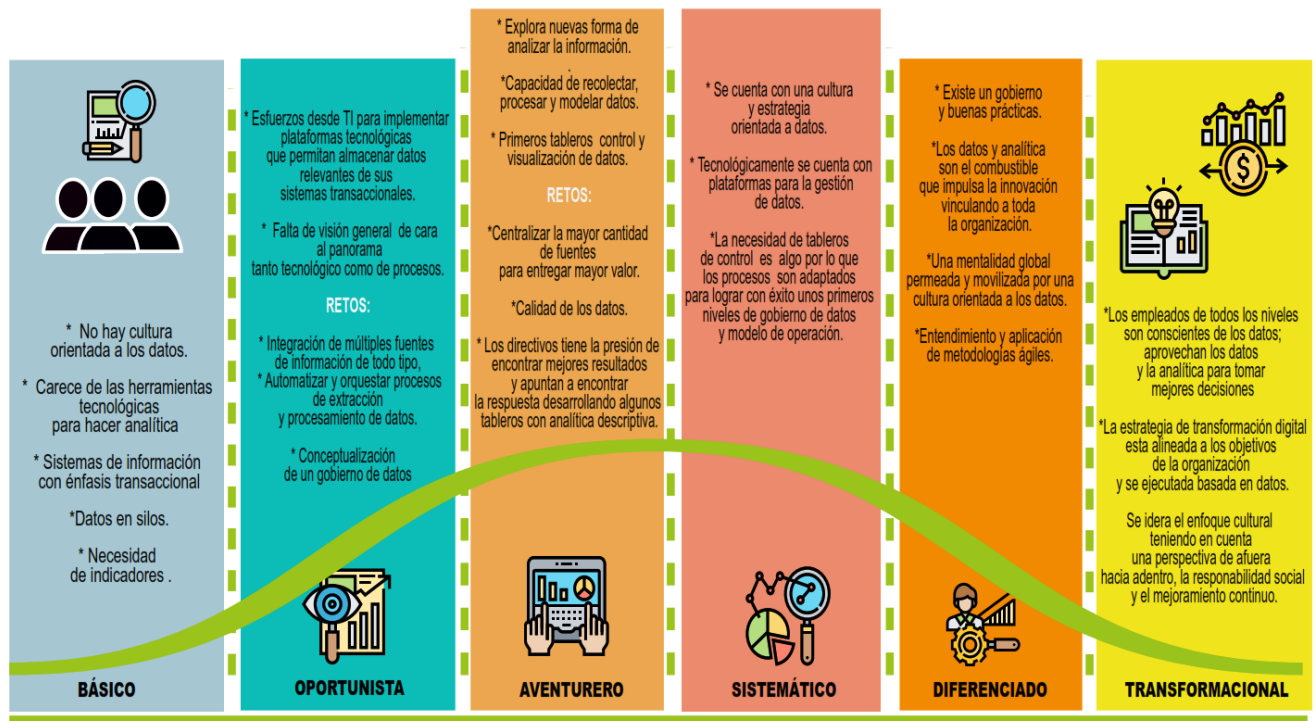 * No hay cultura
orientada a los datos.
* Carece de las herramientas
tecnológicas
para hacer analítica
* Sistemas de información
con énfasis transaccional
*Datos en silos.
* Necesidad
de indicadores .
BÁSICO
* Esfuerzos desde TI para implementar
plataformas tecnológicas
que permitan almacenar datos
relevantes de sus
sistemas transaccionales.
* Falta de visión general de cara
al panorama
tanto tecnológico como de procesos.
RETOS:
* Integración de múltiples fuentes
de información de todo tipo,
* Automatizar y orquestar procesos
de extracción
y procesamiento de datos.
* Conceptualización
de un gobierno de datos
OPORTUNISTA
* Explora nuevas forma de
analizar la información.
.
*Capacidad de recolectar,
procesar y modelar datos.
* Primeros tableros control y
visualización de datos.
RETOS:
*Centralizar la mayor cantidad
de fuentes
para entregar mayor valor.
*Calidad de los datos.
* Los directivos tiene la presión de
encontrar mejores resultados
y apuntan a encontrar
la respuesta desarrollando algunos
tableros con analítica descriptiva.
AVENTURERO
* Se cuenta con una cultura
y estrategia
orientada a datos.
* Tecnológicamente se cuenta con
plataformas para la gestión
de datos.
*La necesidad de tableros
de control es algo por lo que
los procesos son adaptados
para lograr con éxito unos primeros
niveles de gobierno de datos
y modelo de operación.
SISTEMÁTICO
* Existe un gobierno
y buenas prácticas.
*Los datos y analítica
son el combustible
que impulsa la innovación
vinculando a toda
la organización.
*Una mentalidad global
permeada y movilizada por una
cultura orientada a los datos.
*Entendimiento y aplicación
de metodologías ágiles.
DIFERENCIADO
*Los empleados de todos los niveles
son conscientes de los datos;
aprovechan los datos
y la analítica para tomar
mejores decisiones
*La estrategia de transformación digital
esta alineada a los objetivos
de la organización
y se ejecutada basada en datos.
Se idera el enfoque cultural
teniendo en cuenta
una perspectiva de afuera
hacia adentro, la responabilidad social
y el mejoramiento continuo.
TRANSFORMACIONAL